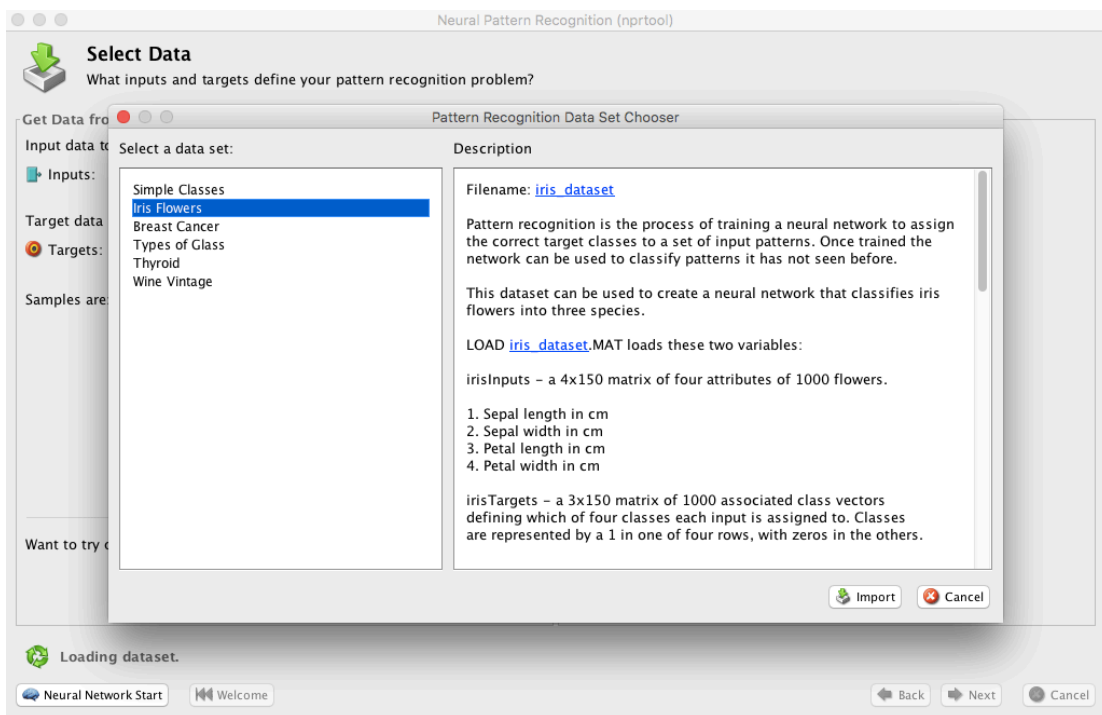 Neural Pattern Recognition (nprtool)
Select Data
What inputs and targets define your pattern recognition problem?
Get Data fro
Input data to
Inputs:
Target data
Targets:
Samples are
Want to try
Pattern Recognition Data Set Chooser
Select a data set:
Simple Classes
Iris Flowers
Breast Cancer
Types of Glass
Thyroid
Wine Vintage
Description
Filename: iris_dataset
Pattern recognition is the process of training a neural network to assign
the correct target classes to a set of input patterns. Once trained the
network can be used to classify patterns it has not seen before.
This dataset can be used to create a neural network that classifies iris
flowers into three species.
LOAD iris_dataset.MAT loads these two variables:
irisInputs - a 4x150 matrix of four attributes of 1000 flowers.
1. Sepal length in cm
2. Sepal width in cm
3. Petal length in cm
4. Petal width in cm
irisTargets - a 3x150 matrix of 1000 associated class vectors
defining which of four classes each input is assigned to. Classes
are represented by a 1 in one of four rows, with zeros in the others.
Import
Cancel
Loading dataset.
Neural Network Start
Welcome
Back
Next
Cancel